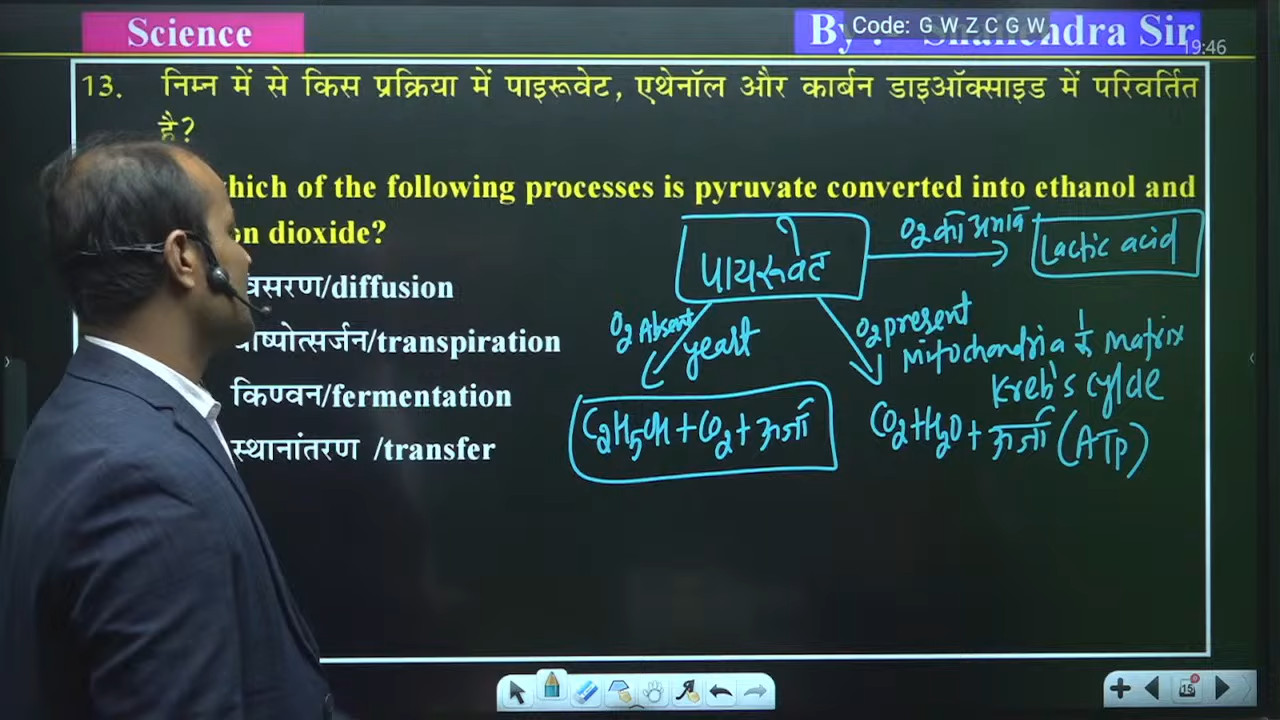 Science
By : Shailendra Sir
Code: G W Z C G W
19:46
13. निम्न में से किस प्रक्रिया में पाइरूवेट, एथेनॉल और कार्बन डाइऑक्साइड में परिवर्तित
है?
hich of the following processes is pyruvate converted into ethanol and
on dioxide?
विसरण/diffusion
वाष्पोत्सर्जन/transpiration
किण्वन/fermentation
स्थानांतरण /transfer
पायरूवेट
O2 का अभाव
Lactic acid
O2 Absent
yeast
C2H5OH + CO2 + ऊर्जा
O2 present
Mitochondria के Matrix में
Kreb's cylde
CO2 + H2O + ऊर्जा (ATP)
15